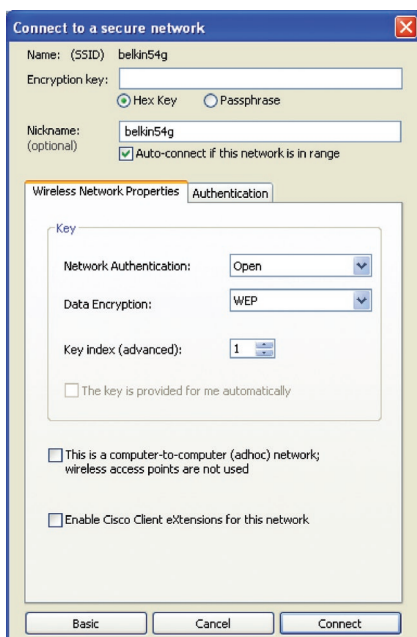 Connect to a secure network
Name: (SSID) belkin54g
Encryption key:
Hex Key Passphrase
Nickname: belkin54g
(optional)
Auto-connect if this network is in range
Wireless Network Properties Authentication
Key
Network Authentication: Open
Data Encryption: WEP
Key index (advanced): 1
The key is provided for me automatically
This is a computer-to-computer (adhoc) network;
wireless access points are not used
Enable Cisco Client eXtensions for this network
Basic Cancel Connect